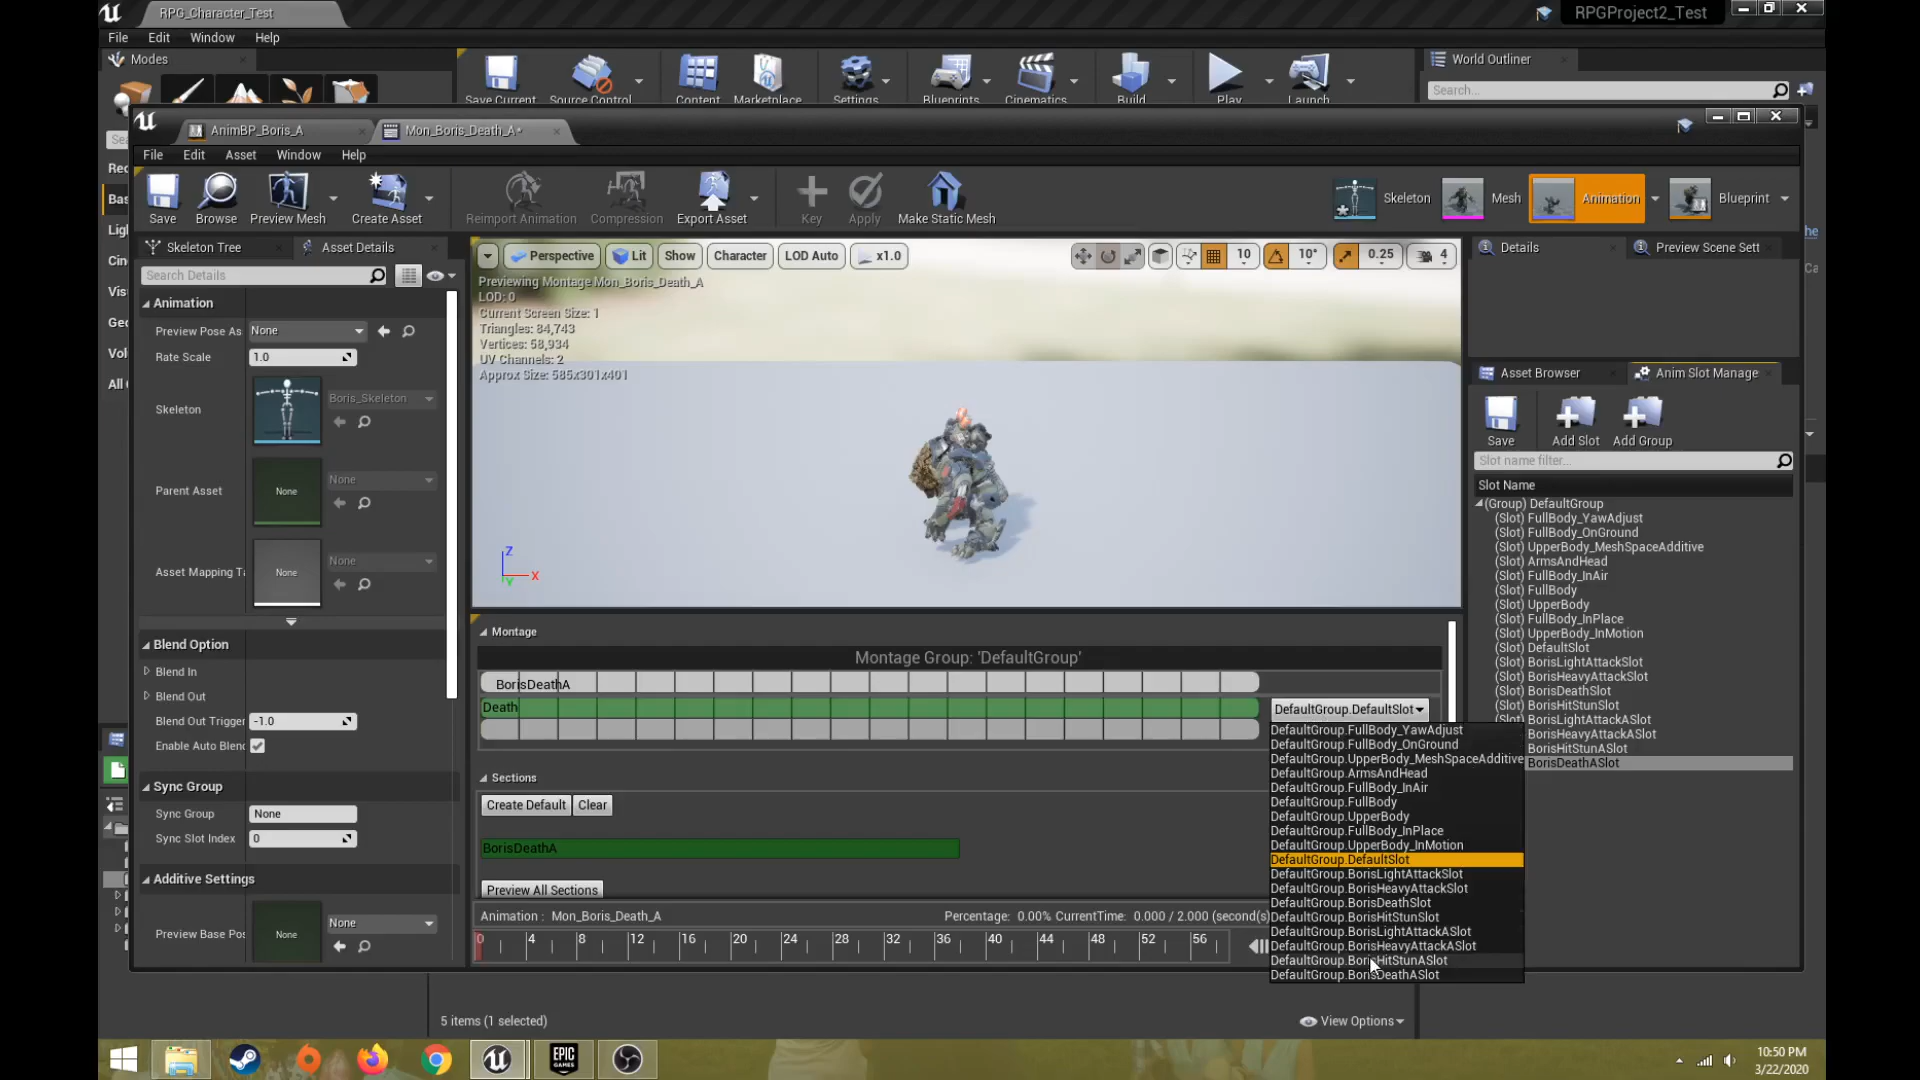 RPG_Character_Test
RPGProject2_Test
File Edit Window Help
Modes
World Outliner
Save Current Source Control Content Marketplace Settings Blueprints Cinematics Build Play Launch
Search...
AnimBP_Boris_A
Mon_Boris_Death_A*
File Edit Asset Window Help
Save Browse Preview Mesh Create Asset Reimport Animation Compression Export Asset Key Apply Make Static Mesh
Skeleton Mesh Animation Blueprint
Skeleton Tree Asset Details
Search Details
Animation
Preview Pose As None
Rate Scale 1.0
Skeleton Boris_Skeleton
Parent Asset None None
Asset Mapping Ta None None
Blend Option
Blend In
Blend Out
Blend Out Trigger -1.0
Enable Auto Blend
Sync Group
Sync Group None
Sync Slot Index 0
Additive Settings
Preview Base Pos None None
Perspective Lit Show Character LOD Auto x1.0 10 10° 0.25 4
Previewing Montage Mon_Boris_Death_A
LOD: 0
Current Screen Size: 1
Triangles: 84,743
Vertices: 58,934
UV Channels: 2
Approx Size: 585x301x401
Z
X
Y
Montage
Montage Group: 'DefaultGroup'
BorisDeathA
Death
DefaultGroup.DefaultSlot
DefaultGroup.FullBody_YawAdjust
DefaultGroup.FullBody_OnGround
DefaultGroup.UpperBody_MeshSpaceAdditive
DefaultGroup.ArmsAndHead
DefaultGroup.FullBody_InAir
DefaultGroup.FullBody
DefaultGroup.UpperBody
DefaultGroup.FullBody_InPlace
DefaultGroup.UpperBody_InMotion
DefaultGroup.DefaultSlot
DefaultGroup.BorisLightAttackSlot
DefaultGroup.BorisHeavyAttackSlot
DefaultGroup.BorisDeathSlot
DefaultGroup.BorisHitStunSlot
DefaultGroup.BorisLightAttackASlot
DefaultGroup.BorisHeavyAttackASlot
DefaultGroup.BorisHitStunASlot
DefaultGroup.BorisDeathASlot
Sections
Create Default Clear
BorisDeathA
Preview All Sections
Animation : Mon_Boris_Death_A
Percentage: 0.00% CurrentTime: 0.000 / 2.000 (second(s)
0 4 8 12 16 20 24 28 32 36 40 44 48 52 56
Details Preview Scene Sett
Asset Browser Anim Slot Manage
Save Add Slot Add Group
Slot name filter...
Slot Name
(Group) DefaultGroup
(Slot) FullBody_YawAdjust
(Slot) FullBody_OnGround
(Slot) UpperBody_MeshSpaceAdditive
(Slot) ArmsAndHead
(Slot) FullBody_InAir
(Slot) FullBody
(Slot) UpperBody
(Slot) FullBody_InPlace
(Slot) UpperBody_InMotion
(Slot) DefaultSlot
(Slot) BorisLightAttackSlot
(Slot) BorisHeavyAttackSlot
(Slot) BorisDeathSlot
(Slot) BorisHitStunSlot
(Slot) BorisLightAttackASlot
BorisHeavyAttackASlot
BorisHitStunASlot
BorisDeathASlot
5 items (1 selected)
View Options
EPIC GAMES
10:50 PM
3/22/2020